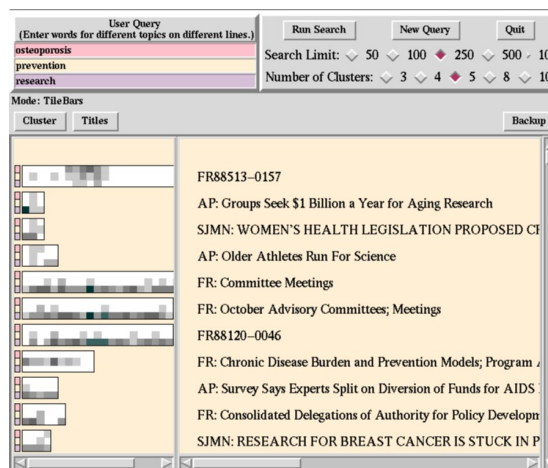 User Query
(Enter words for different topics on different lines.)
osteoporosis
prevention
research
Run Search New Query Quit
Search Limit: 50 100 250 500 10
Number of Clusters: 3 4 5 8 10
Mode: TileBars
Cluster Titles Backup
FR88513-0157
AP: Groups Seek $1 Billion a Year for Aging Research
SJMN: WOMEN'S HEALTH LEGISLATION PROPOSED
AP: Older Athletes Run For Science
FR: Committee Meetings
FR: October Advisory Committees; Meetings
FR88120-0046
FR: Chronic Disease Burden and Prevention Models; Program
AP: Survey Says Experts Split on Diversion of Funds for AIDS
FR: Consolidated Delegations of Authority for Policy Developm
SJMN: RESEARCH FOR BREAST CANCER IS STUCK IN P